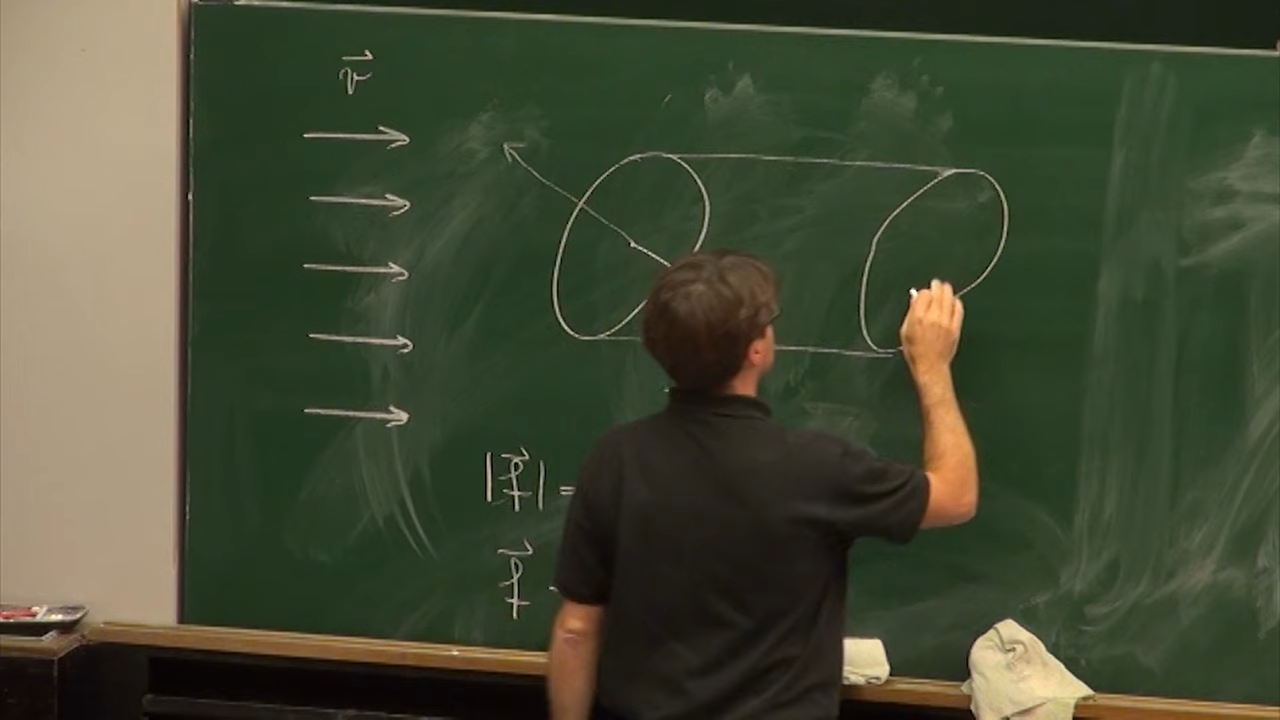 v⃗
|f⃗| =
f⃗